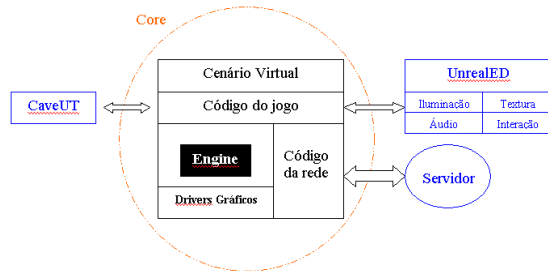 Core
Cenário Virtual
Código do jogo
Engine
Código
da rede
Drivers Gráficos
CaveUT
UnrealED
Iluminação
Textura
Áudio
Interação
Servidor